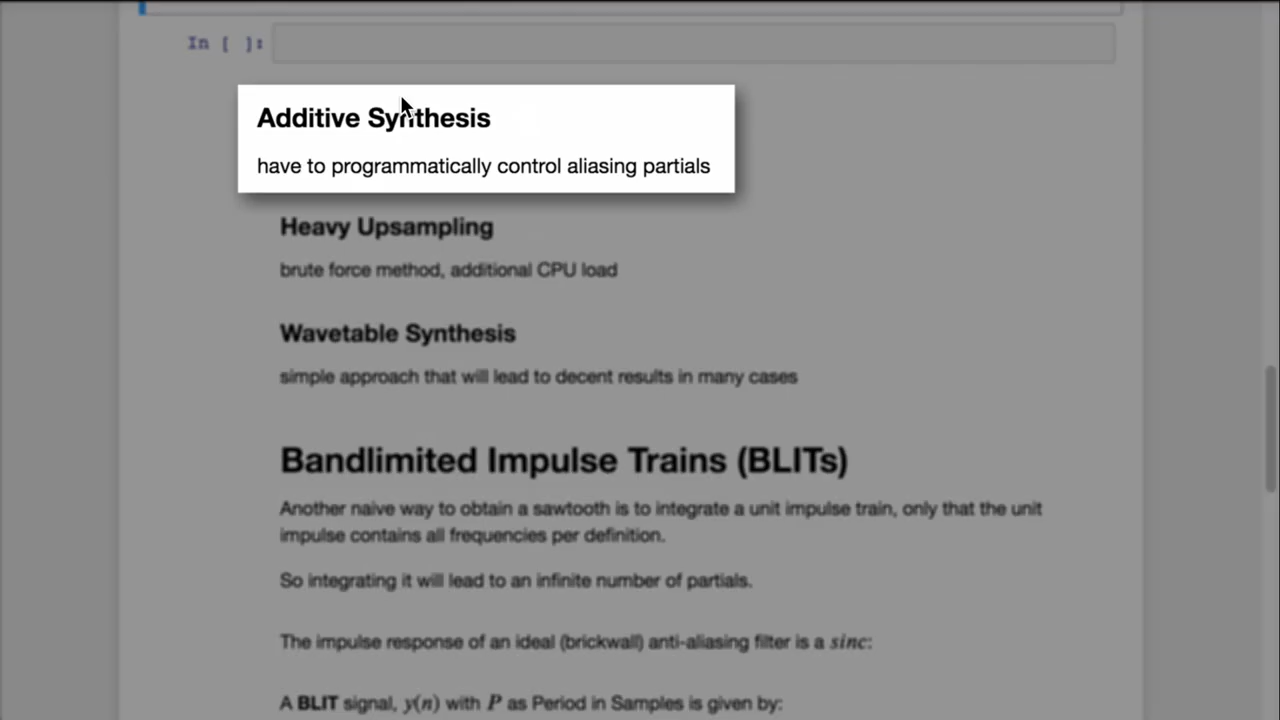 In [ ]:
Additive Synthesis
have to programmatically control aliasing partials
Heavy Upsampling
brute force method, additional CPU load
Wavetable Synthesis
simple approach that will lead to decent results in many cases
Bandlimited Impulse Trains (BLITs)
Another naive way to obtain a sawtooth is to integrate a unit impulse train, only that the unit
impulse contains all frequencies per definition.
So integrating it will lead to an infinite number of partials.
The impulse response of an ideal (brickwall) anti-aliasing filter is a sinc:
A BLIT signal, y(n) with P as Period in Samples is given by: